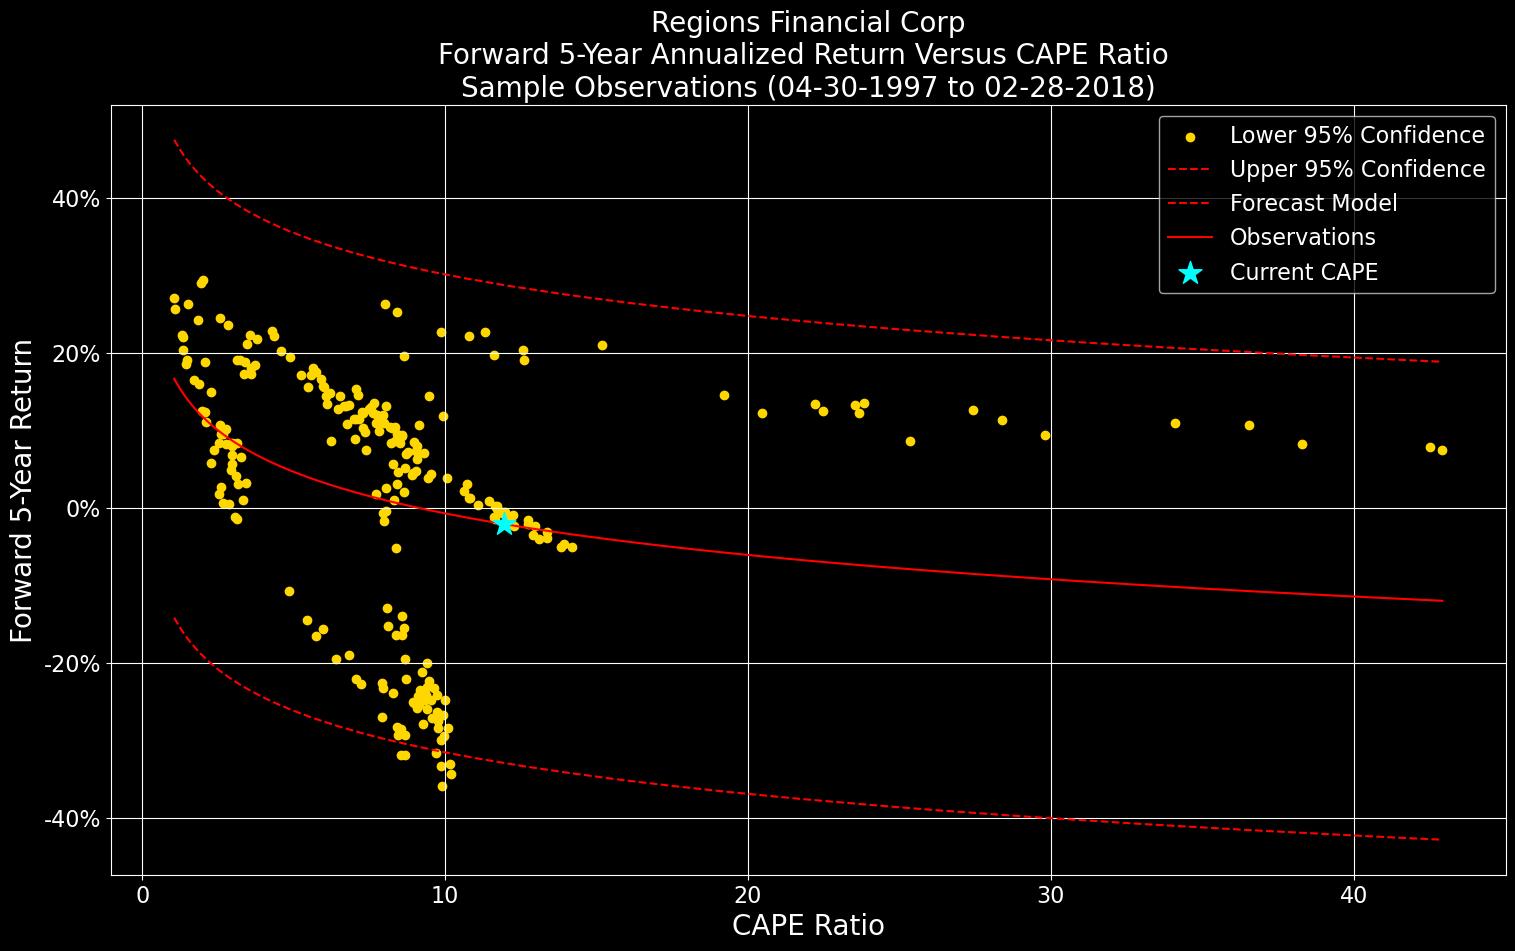 Regions Financial Corp
Forward 5-Year Annualized Return Versus CAPE Ratio
Sample Observations (04-30-1997 to 02-28-2018)
Lower 95% Confidence
Upper 95% Confidence
Forecast Model
Observations
Current CAPE
Forward 5-Year Return
40%
20%
0%
-20%
-40%
0 10 20 30 40
CAPE Ratio